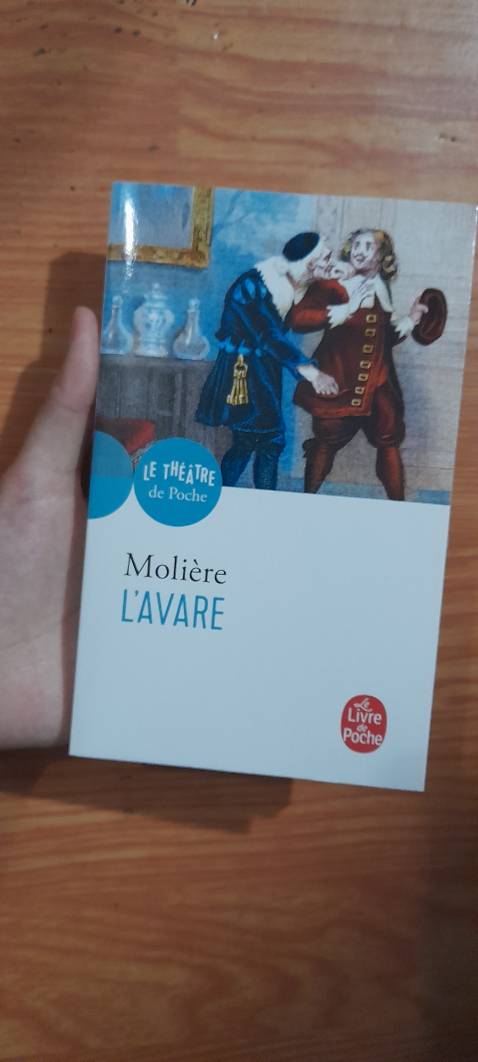 LE THÉÂTRE
de Poche
Molière
L'AVARE
Le
Livre
de
Poche